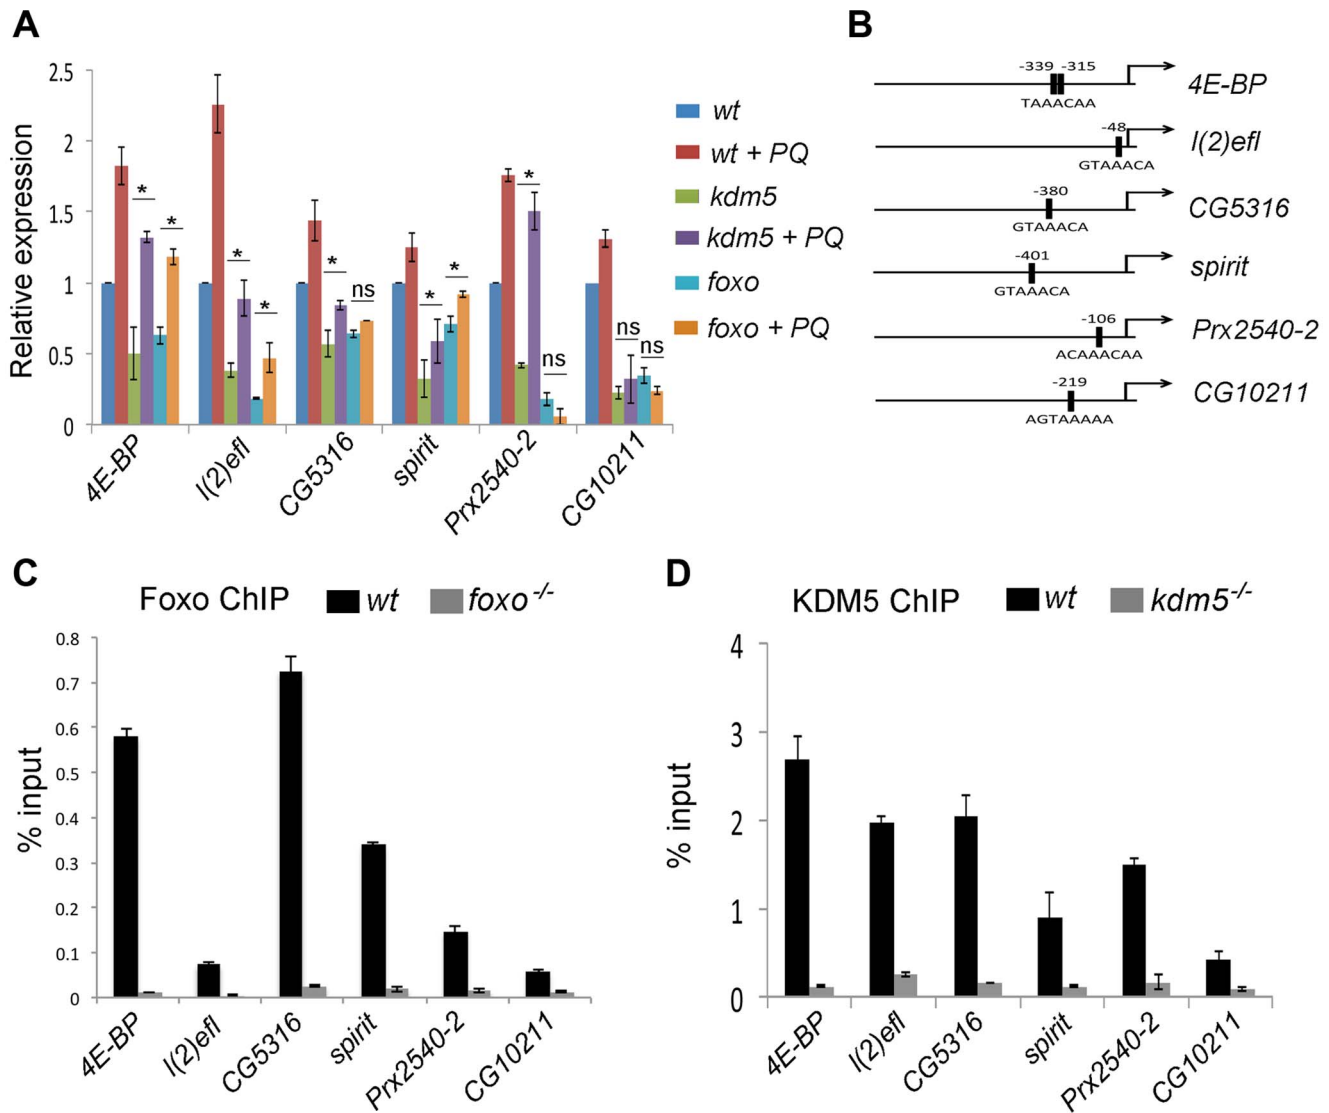 A
Relative expression
2.5
2
1.5
1
0.5
0
* *
* *
* ns
* *
* ns
ns ns
4E-BP
l(2)efl
CG5316
spirit
Prx2540-2
CG10211
wt
wt + PQ
kdm5
kdm5 + PQ
foxo
foxo + PQ
B
-339 -315
TAAACAA
4E-BP
-48
GTAAACA
l(2)efl
-380
GTAAACA
CG5316
-401
GTAAACA
spirit
-106
ACAAACAA
Prx2540-2
-219
AGTAAAAA
CG10211
C
Foxo ChIP
wt
foxo -/-
% input
0.8
0.7
0.6
0.5
0.4
0.3
0.2
0.1
0
4E-BP
l(2)efl
CG5316
spirit
Prx2540-2
CG10211
D
KDM5 ChIP
wt
kdm5-/-
% input
4
3
2
1
0
4E-BP
l(2)efl
CG5316
spirit
Prx2540-2
CG10211